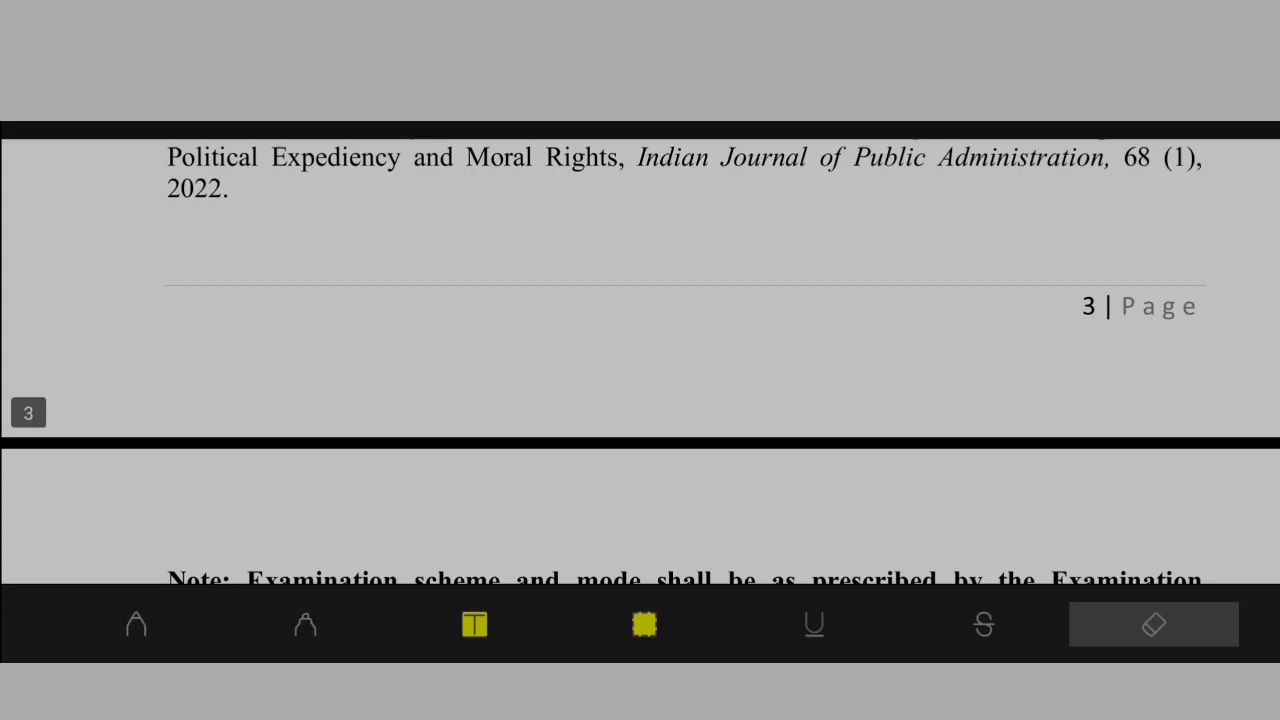 Political Expediency and Moral Rights, Indian Journal of Public Administration, 68 (1),
2022.
3 | Page
3
Note: Examination scheme and mode shall be as prescribed by the Examination